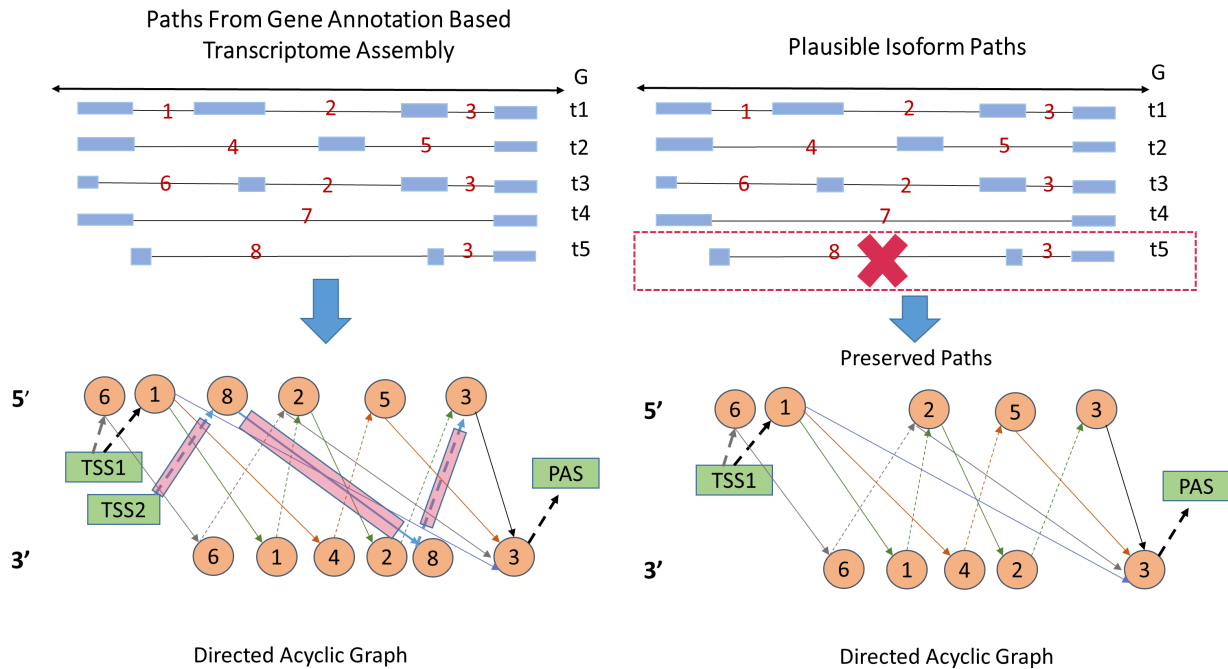 Paths From Gene Annotation Based
Transcriptome Assembly
G
1 2 3 t1
4 5 t2
6 2 3 t3
7 t4
8 3 t5
5’ 6 1 8 2 5 3
TSS1
PAS
TSS2
3’ 6 1 4 2 8 3
Directed Acyclic Graph
Plausible Isoform Paths
G
1 2 3 t1
4 5 t2
6 2 3 t3
7 t4
8 3 t5
Preserved Paths
5’ 6 1 2 5 3
TSS1
PAS
3’ 6 1 4 2 3
Directed Acyclic Graph